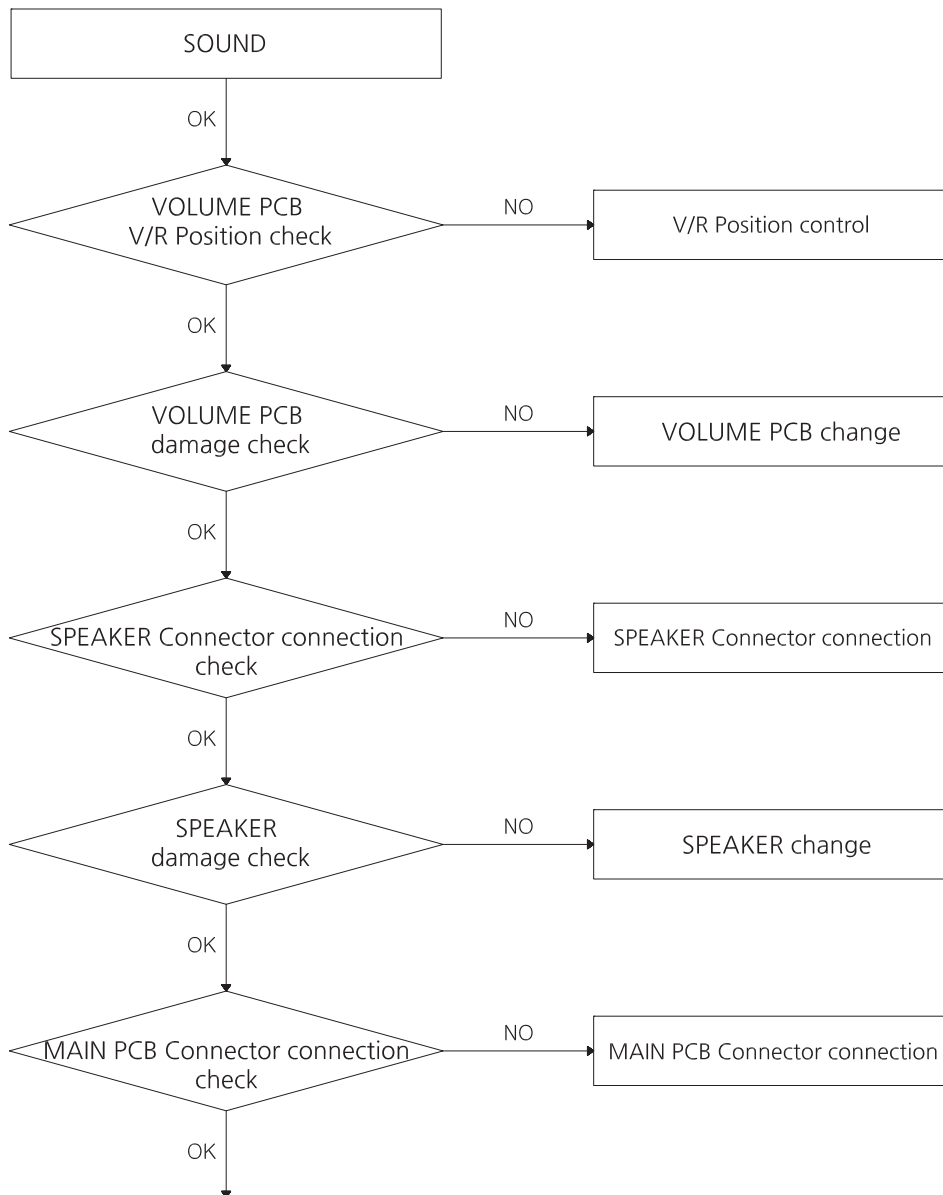 SOUND
OK
VOLUME PCB
V/R Position check
NO
V/R Position control
OK
VOLUME PCB
damage check
NO
VOLUME PCB change
OK
SPEAKER Connector connection
check
NO
SPEAKER Connector connection
OK
SPEAKER
damage check
NO
SPEAKER change
OK
MAIN PCB Connector connection
check
NO
MAIN PCB Connector connection
OK